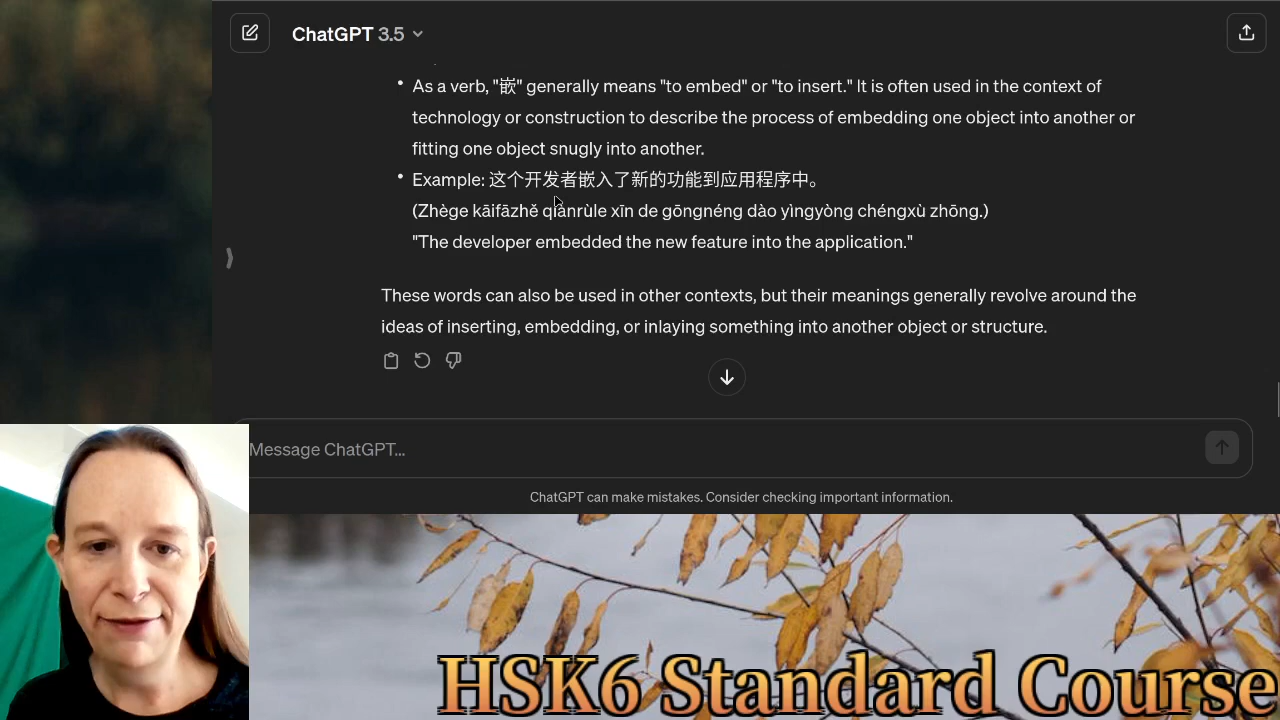 ChatGPT 3.5
As a verb, "嵌" generally means "to embed" or "to insert." It is often used in the context of
technology or construction to describe the process of embedding one object into another or
fitting one object snugly into another.
Example: 这个开发者嵌入了新的功能到应用程序中。
(Zhège kāifāzhě qiànrùle xīn de gōngnéng dào yìngyòng chéngxù zhōng.)
"The developer embedded the new feature into the application."
These words can also be used in other contexts, but their meanings generally revolve around the
ideas of inserting, embedding, or inlaying something into another object or structure.
Message ChatGPT...
ChatGPT can make mistakes. Consider checking important information.
HSK6 Standard Course